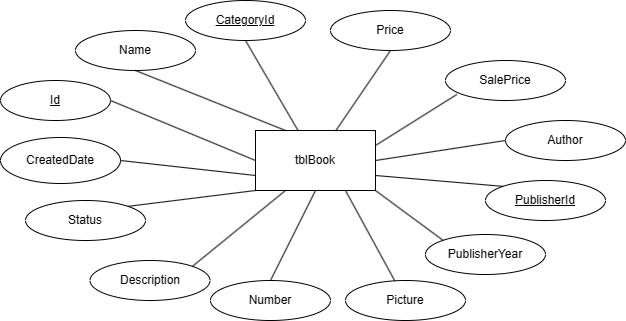 CategoryId
Price
Name
SalePrice
Id
Author
CreatedDate
tblBook
PublisherId
Status
PublisherYear
Description
Number
Picture